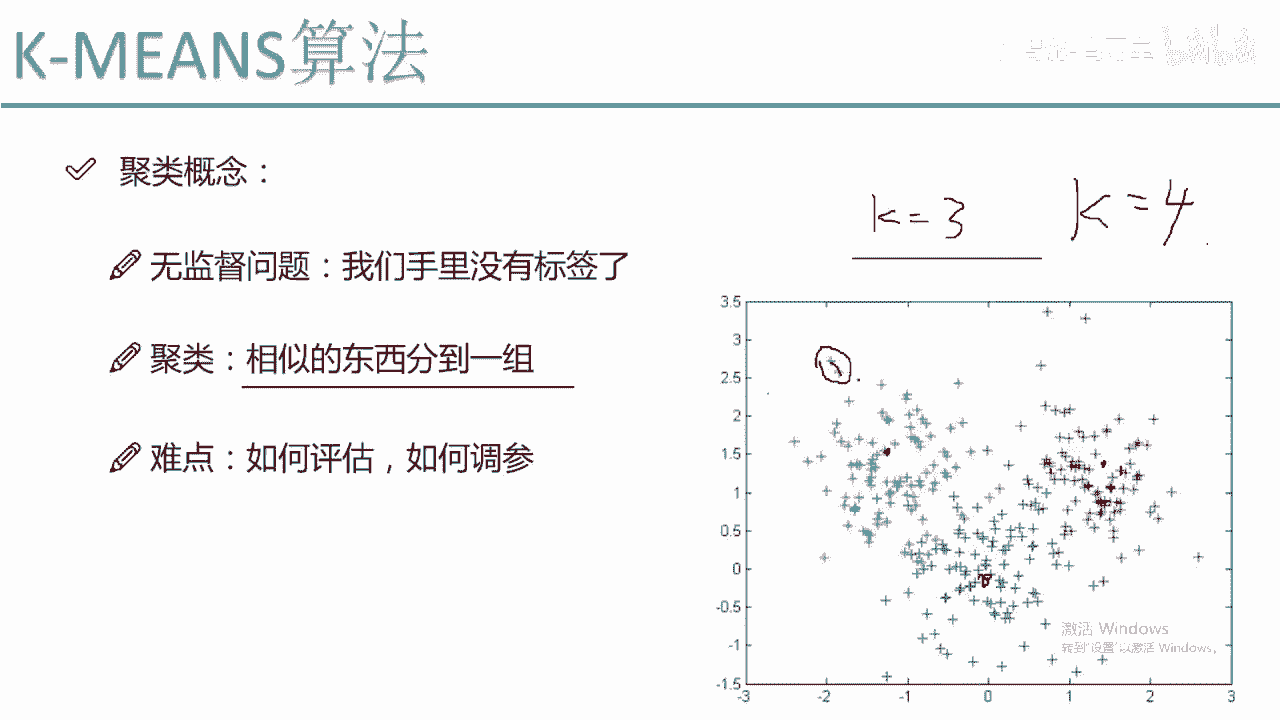 K-MEANS算法
聚类概念：
无监督问题：我们手里没有标签了
聚类：相似的东西分到一组
难点：如何评估，如何调参
k=3
K=4
3.5
3
2.5
2
1.5
1
0.5
0
-0.5
-1
-1.5
-3
-2
-1
0
1
2
3
激活 Windows
转到"设置"以激活 Windows。